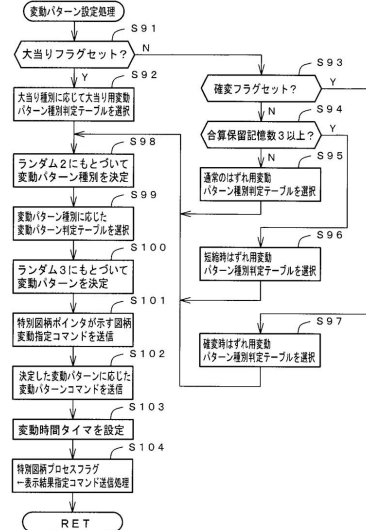 変動パターン設定処理
S91
大当りフラグセット?
N
Y
S92
大当り種別に応じて大当り用変動
パターン種別判定テーブルを選択
S93
確変フラグセット?
Y
N
S94
合算保留記憶数3以上?
Y
N
S95
通常のはずれ用変動
パターン種別判定テーブルを選択
S96
短縮時はずれ用変動
パターン種別判定テーブルを選択
S97
確変時はずれ用変動
パターン種別判定テーブルを選択
S98
ランダム2にもとづいて
変動パターン種別を決定
S99
変動パターン種別に応じた
変動パターン判定テーブルを選択
S100
ランダム3にもとづいて
変動パターンを決定
S101
特別図柄ポインタが示す図柄
変動指定コマンドを送信
S102
決定した変動パターンに応じた
変動パターンコマンドを送信
S103
変動時間タイマを設定
S104
特別図柄プロセスフラグ
←表示結果指定コマンド送信処理
RET